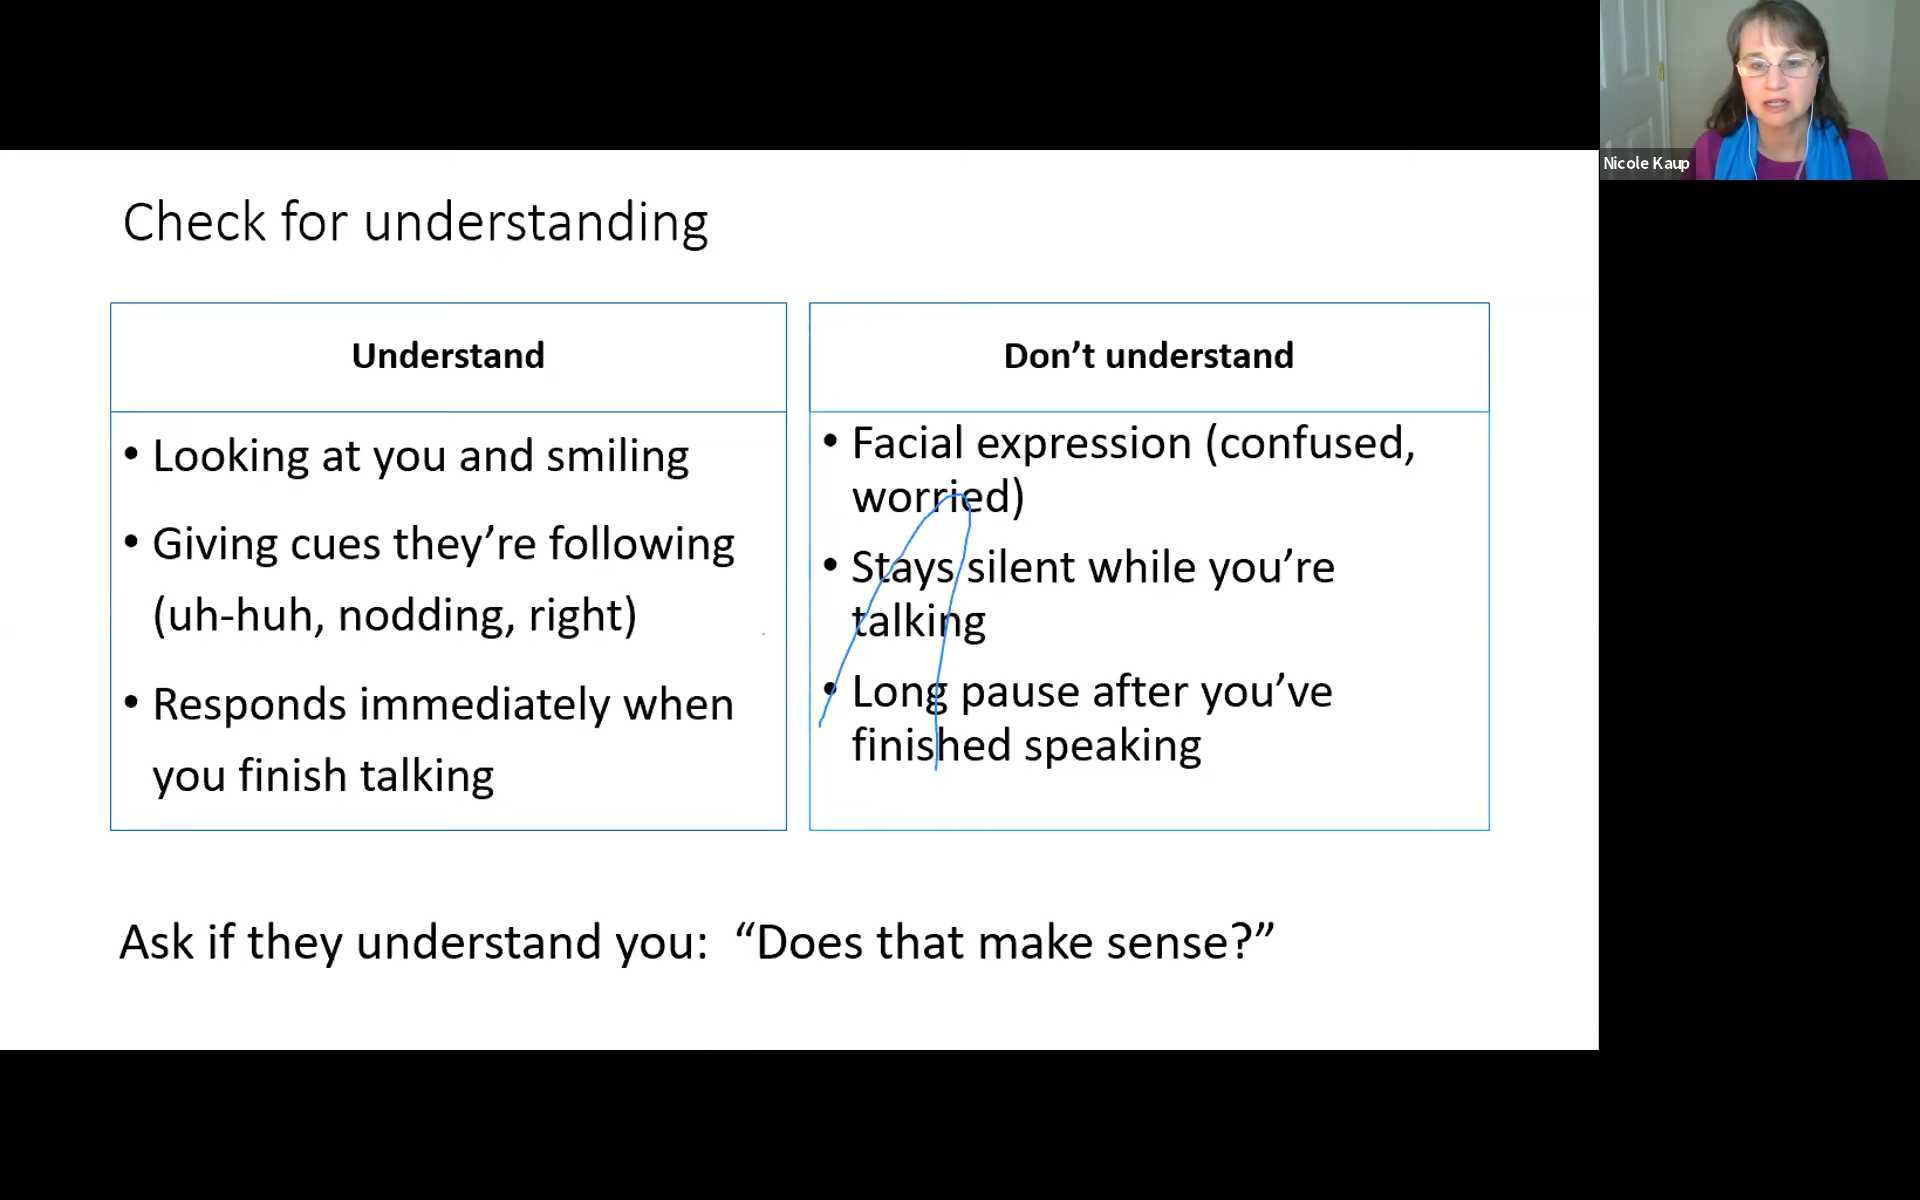 Nicole Kaup
Check for understanding
Understand
• Looking at you and smiling
• Giving cues they’re following
(uh-huh, nodding, right)
• Responds immediately when
you finish talking
Don’t understand
• Facial expression (confused,
worried)
• Stays silent while you’re
talking
• Long pause after you’ve
finished speaking
Ask if they understand you:  “Does that make sense?”